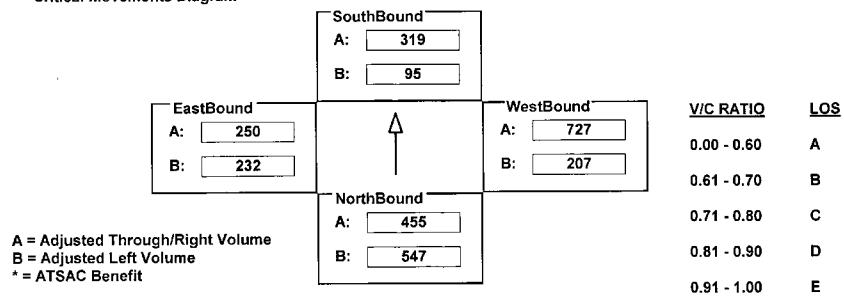 Critical Movements Diagram
SouthBound
A: 319
B: 95
EastBound
A: 250
B: 232
WestBound
A: 727
B: 207
NorthBound
A: 455
B: 547
A = Adjusted Through/Right Volume
B = Adjusted Left Volume
* = ATSAC Benefit
V/C RATIO LOS
0.00 - 0.60 A
0.61 - 0.70 B
0.71 - 0.80 C
0.81 - 0.90 D
0.91 - 1.00 E